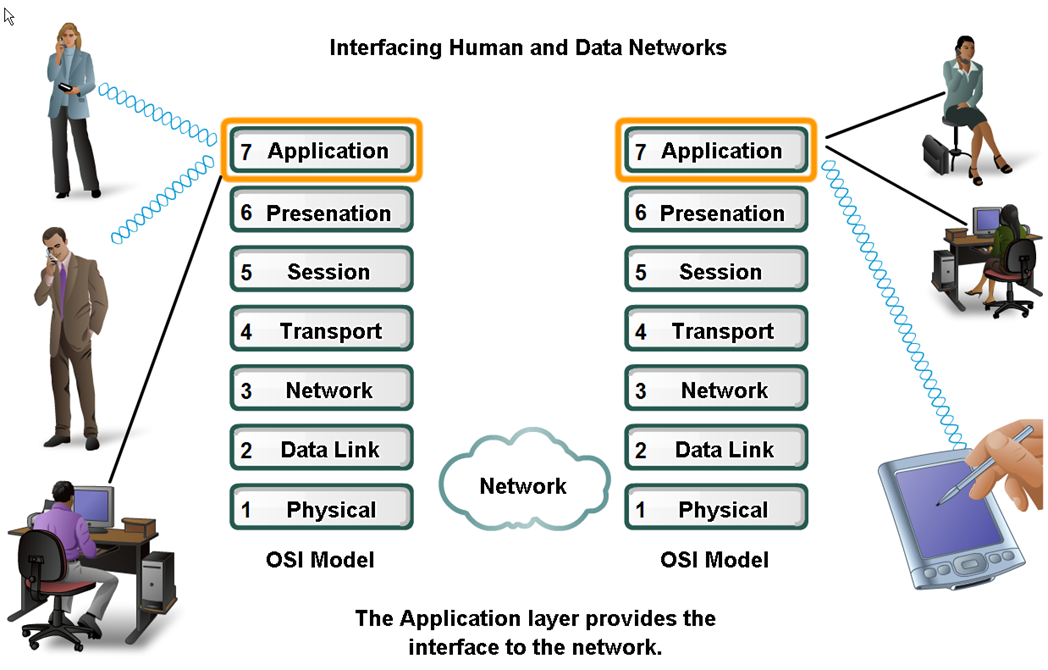 Interfacing Human and Data Networks
7 Application
6 Presenation
5 Session
4 Transport
3 Network
2 Data Link
1 Physical
OSI Model
Network
7 Application
6 Presenation
5 Session
4 Transport
3 Network
2 Data Link
1 Physical
OSI Model
The Application layer provides the
interface to the network.